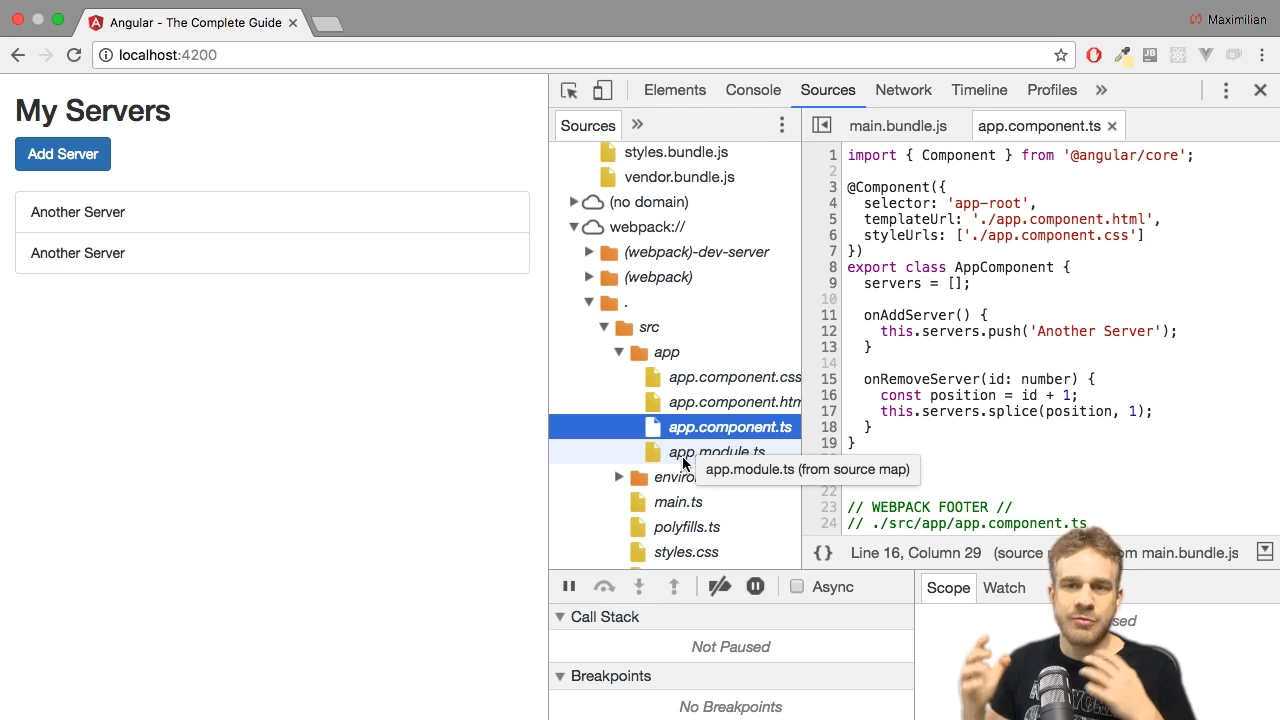 Angular - The Complete Guide
Maximilian
localhost:4200
My Servers
Add Server
Another Server
Another Server
Elements Console Sources Network Timeline Profiles »
Sources »
styles.bundle.js
vendor.bundle.js
(no domain)
webpack://
(webpack)-dev-server
(webpack)
.
src
app
app.component.css
app.component.htm
app.component.ts
app.module.ts
app.module.ts (from source map)
enviro
main.ts
polyfills.ts
styles.css
main.bundle.js app.component.ts
1 import { Component } from '@angular/core';
2
3 @Component({
4 selector: 'app-root',
5 templateUrl: './app.component.html',
6 styleUrls: ['./app.component.css']
7 })
8 export class AppComponent {
9 servers = [];
10
11 onAddServer() {
12 this.servers.push('Another Server');
13 }
14
15 onRemoveServer(id: number) {
16 const position = id + 1;
17 this.servers.splice(position, 1);
18 }
19 }
22
23 // WEBPACK FOOTER //
24 // ./src/app/app.component.ts
{} Line 16, Column 29 (source om main.bundle.js
Async
Call Stack
Not Paused
Breakpoints
No Breakpoints
Scope Watch
sed